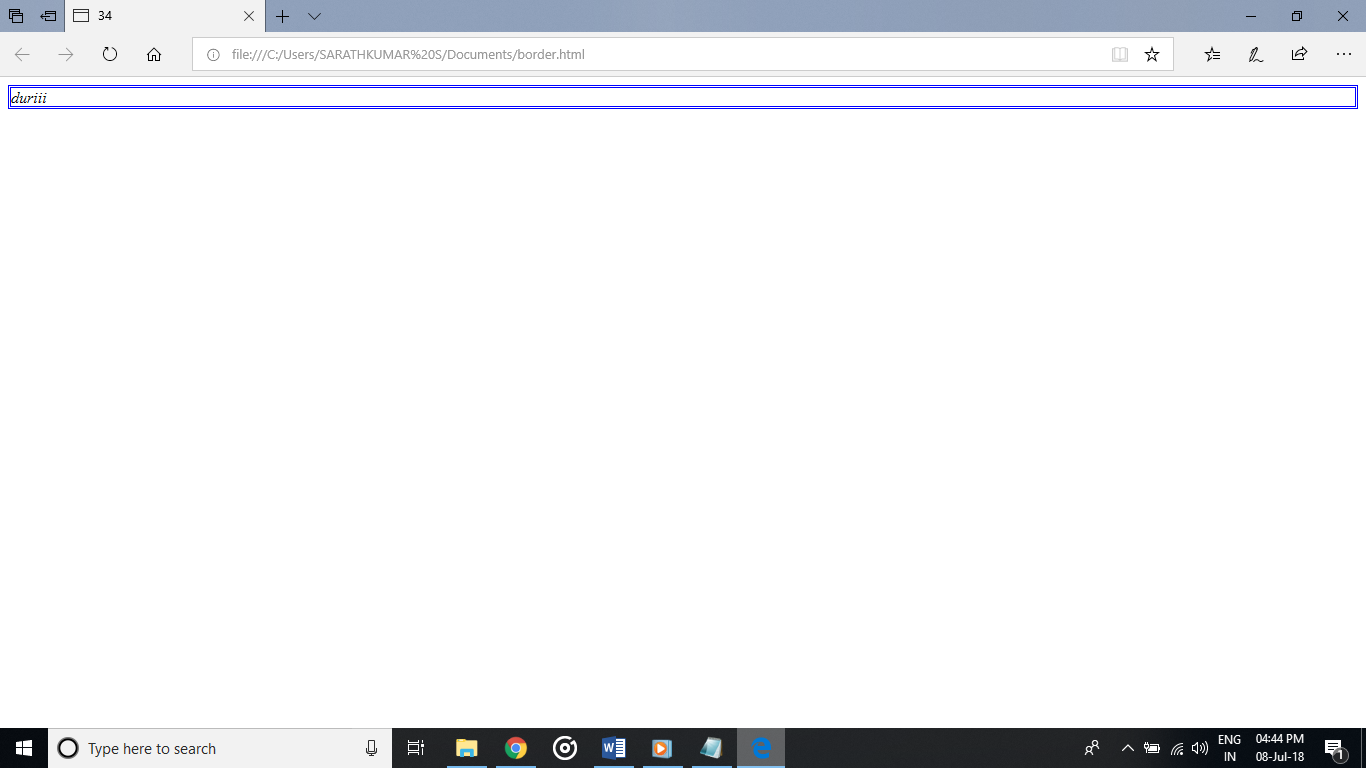 34
file:///C:/Users/SARATHKUMAR%20S/Documents/border.html
duriii
Type here to search
ENG
IN
04:44 PM
08-Jul-18
1